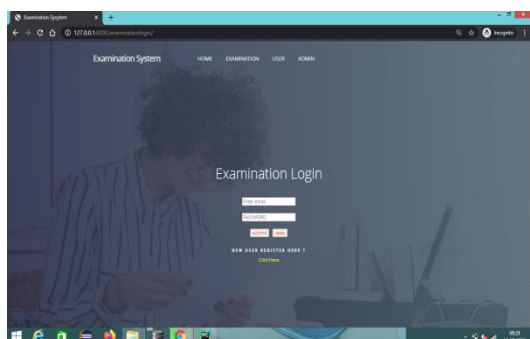 Examination System
127.0.0.1:8000/examinationlogin/
Incognito
Examination System HOME EXAMINATION USER ADMIN
Examination Login
Enter email
PASSWORD
submit reset
NEW USER REGISTER HERE ?
Click Here